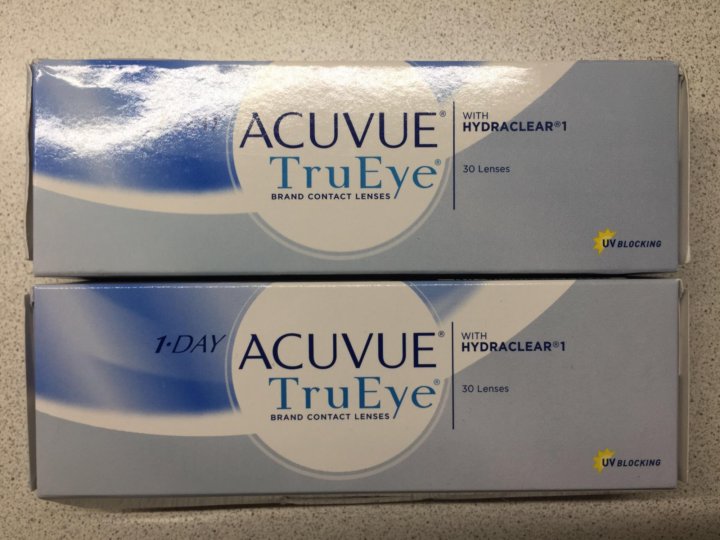 ACUVUE®
TruEye®
BRAND CONTACT LENSES
WITH
HYDRACLEAR®1
30 Lenses
UV BLOCKING
1·DAY ACUVUE®
TruEye®
BRAND CONTACT LENSES
WITH
HYDRACLEAR®1
30 Lenses
UV BLOCKING